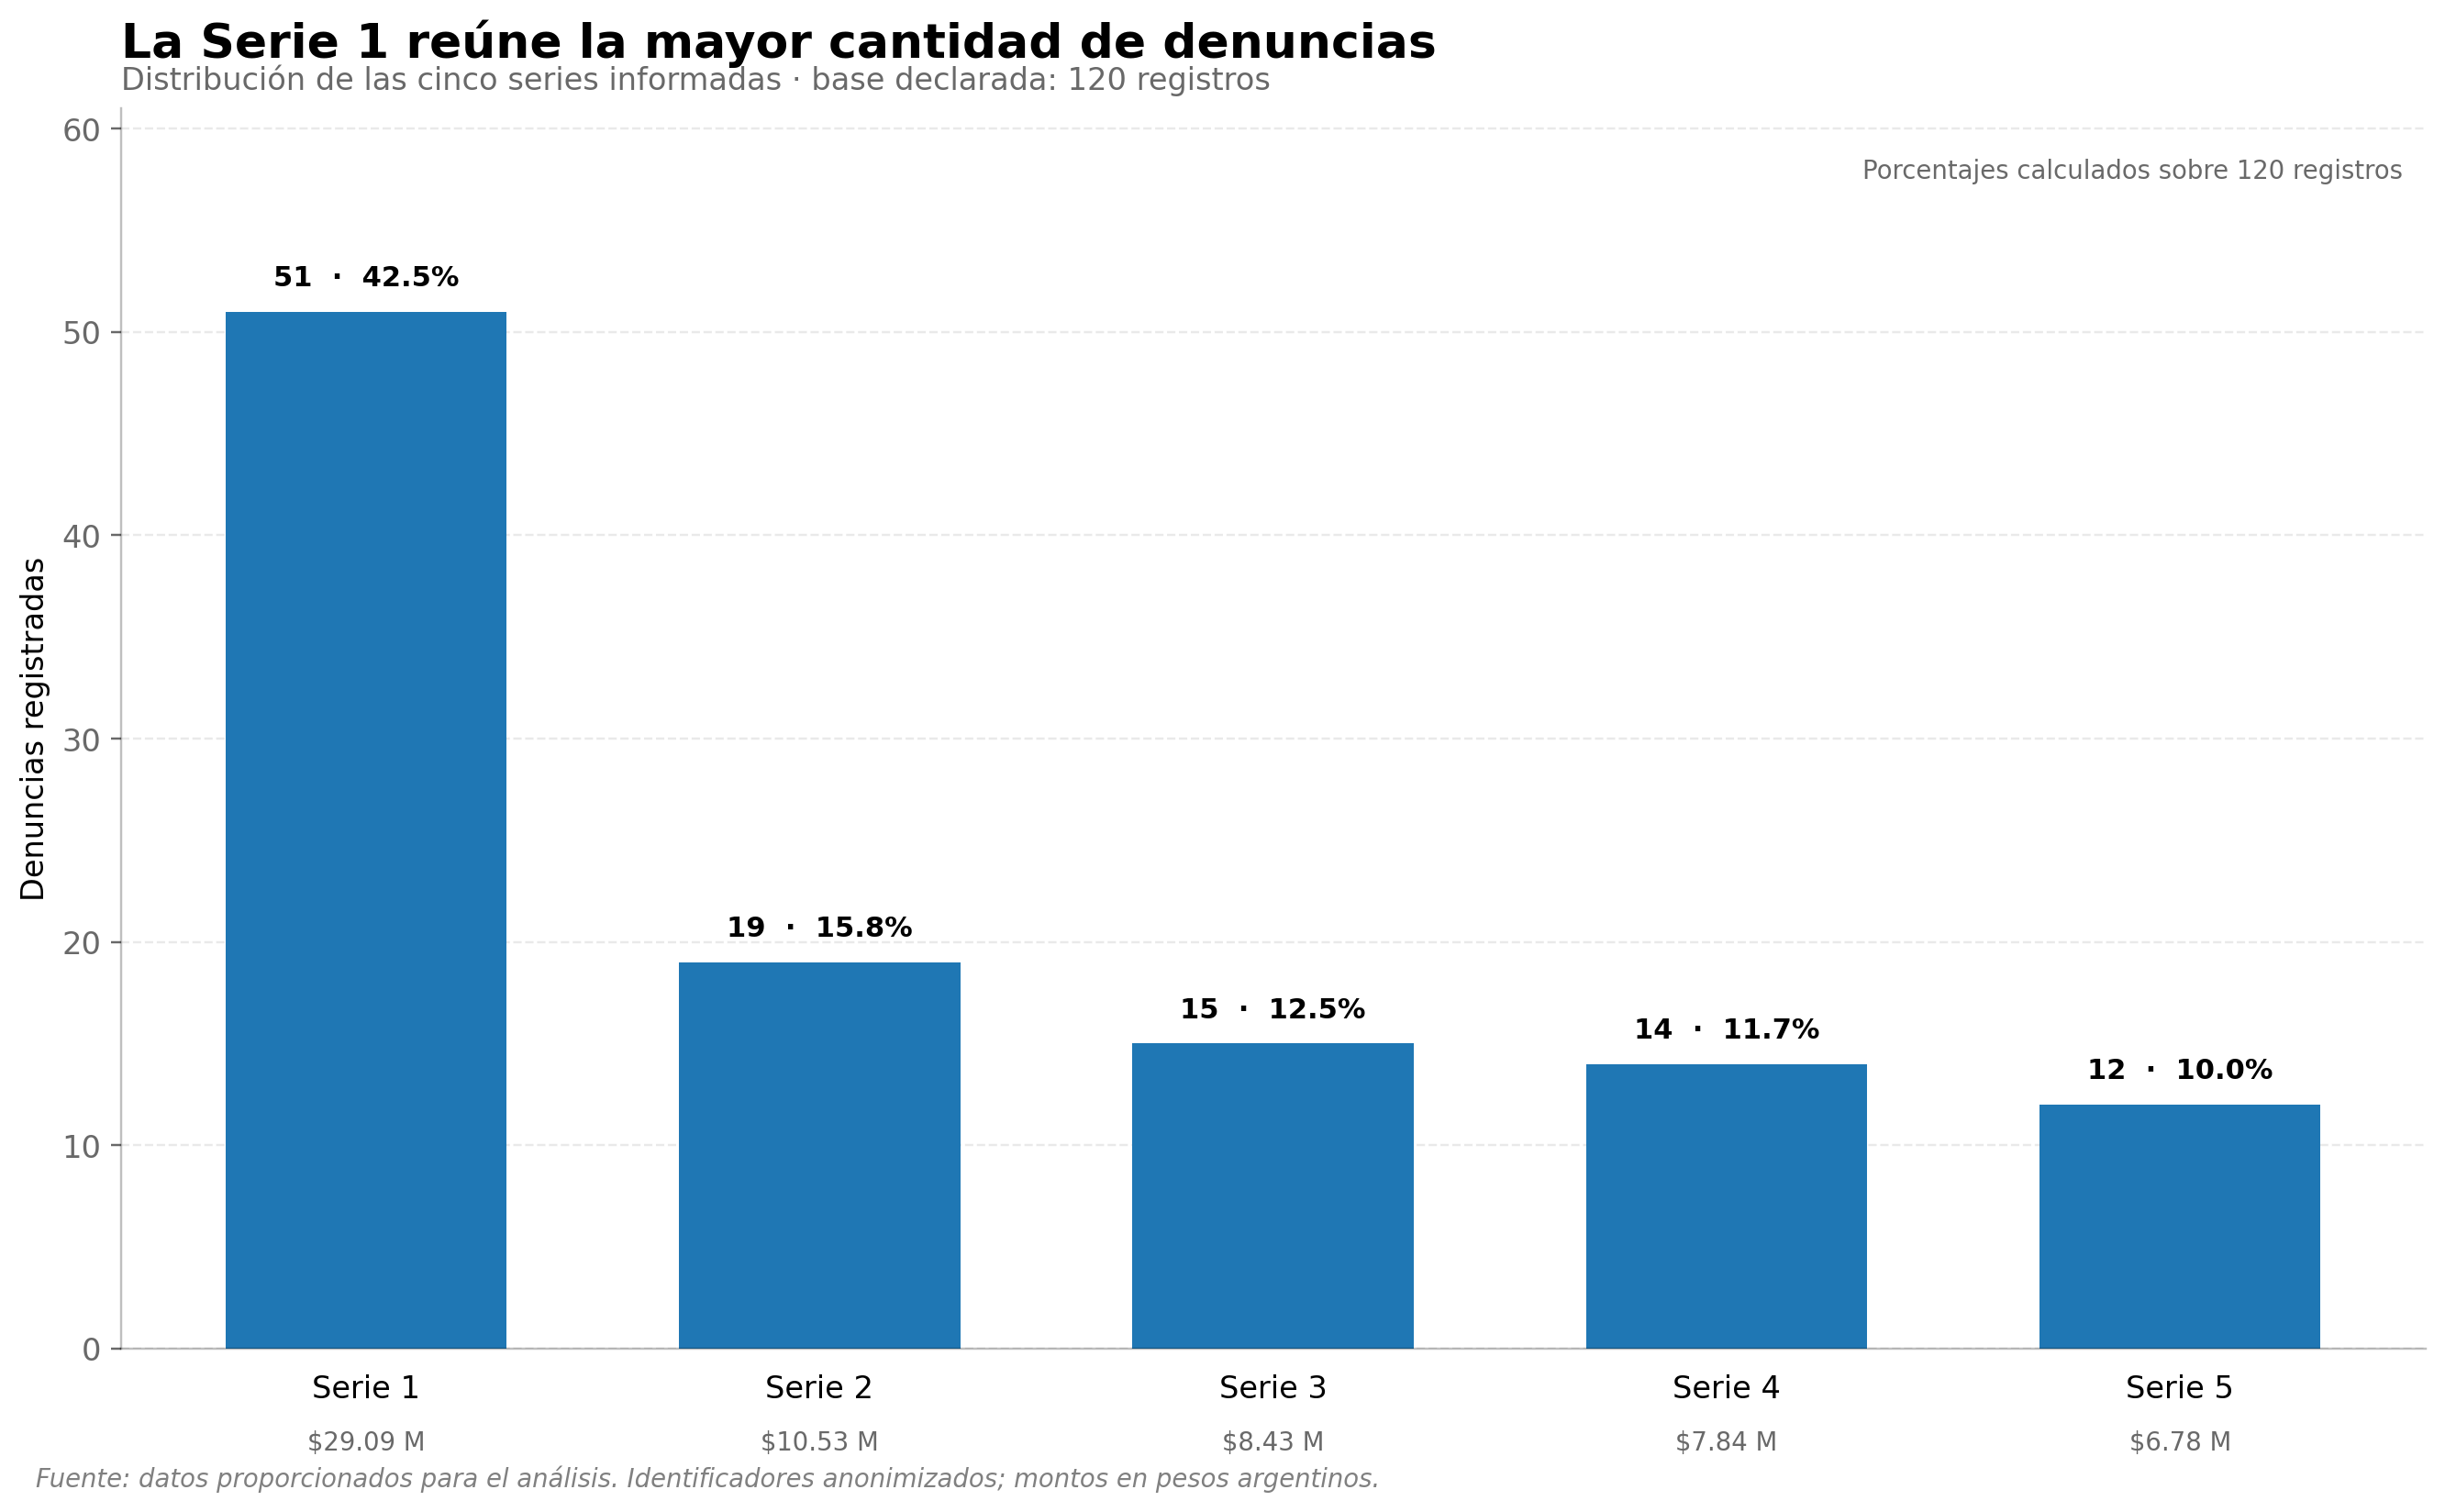 La Serie 1 reúne la mayor cantidad de denuncias
Distribución de las cinco series informadas · base declarada: 120 registros
Porcentajes calculados sobre 120 registros
Denuncias registradas
60
50
40
30
20
10
0
51 · 42.5%
19 · 15.8%
15 · 12.5%
14 · 11.7%
12 · 10.0%
Serie 1
Serie 2
Serie 3
Serie 4
Serie 5
$29.09 M
$10.53 M
$8.43 M
$7.84 M
$6.78 M
Fuente: datos proporcionados para el análisis. Identificadores anonimizados; montos en pesos argentinos.